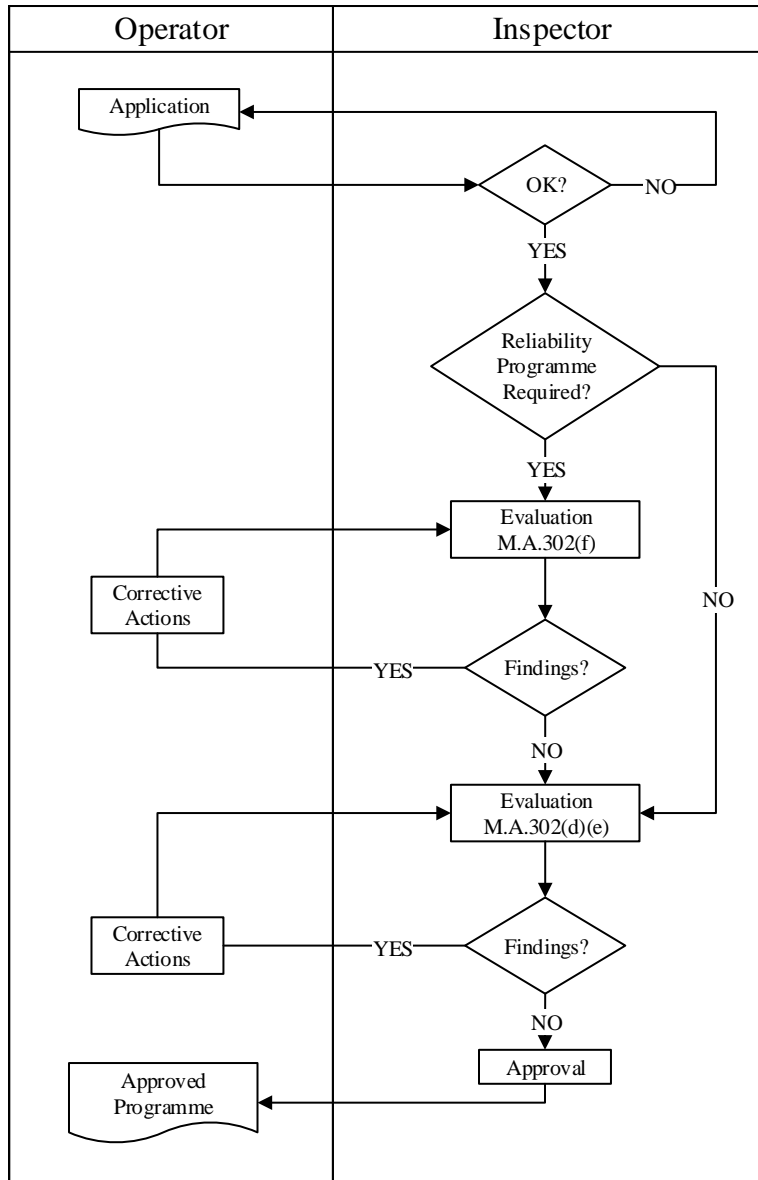 Operator
Inspector
Application
OK?
NO
YES
Reliability
Programme
Required?
YES
Evaluation
M.A.302(f)
Corrective
Actions
NO
Findings?
YES
NO
Evaluation
M.A.302(d)(e)
Corrective
Actions
YES
Findings?
NO
Approval
Approved
Programme